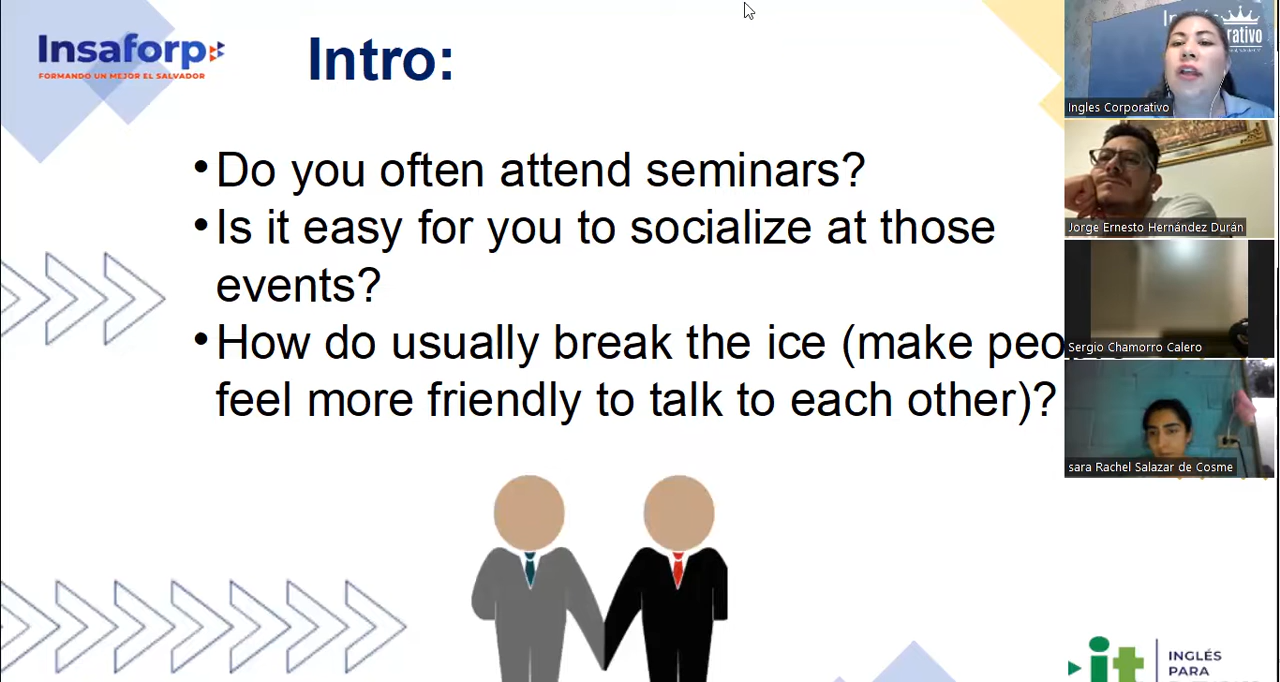 Insaforp
FORMANDO UN MEJOR EL SALVADOR
Intro:
•Do you often attend seminars?
•Is it easy for you to socialize at those
events?
•How do usually break the ice (make
feel more friendly to talk to each other)?
Ingles Corporativo
Jorge Ernesto Hernández Durán
Sergio Chamorro Calero
sara Rachel Salazar de Cosme
it
INGLÉS
PARA